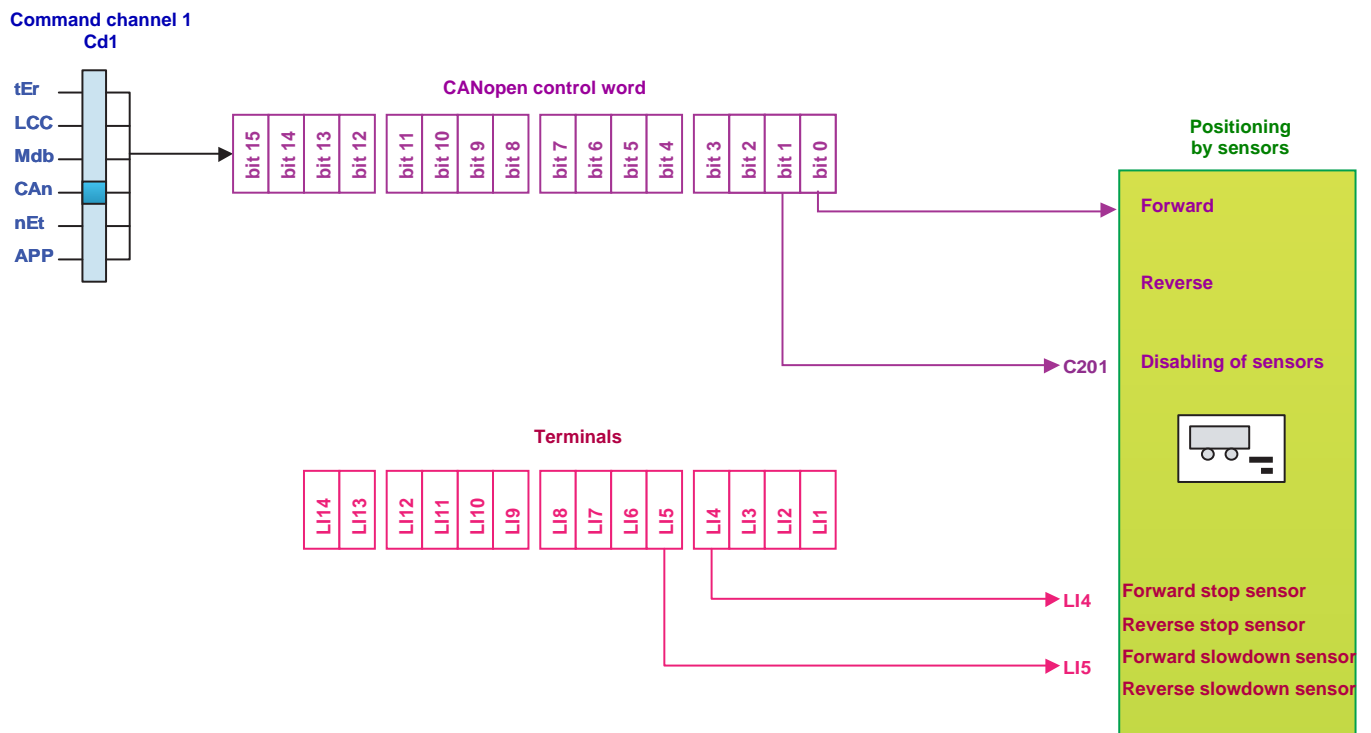 Command channel 1
Cd1
tEr
LCC
Mdb
CAn
nEt
APP
CANopen control word
bit 15
bit 14
bit 13
bit 12
bit 11
bit 10
bit 9
bit 8
bit 7
bit 6
bit 5
bit 4
bit 3
bit 2
bit 1
bit 0
Positioning
by sensors
Forward
Reverse
C201
Disabling of sensors
Terminals
LI14
LI13
LI12
LI11
LI10
LI9
LI8
LI7
LI6
LI5
LI4
LI3
LI2
LI1
LI4
Forward stop sensor
Reverse stop sensor
LI5
Forward slowdown sensor
Reverse slowdown sensor